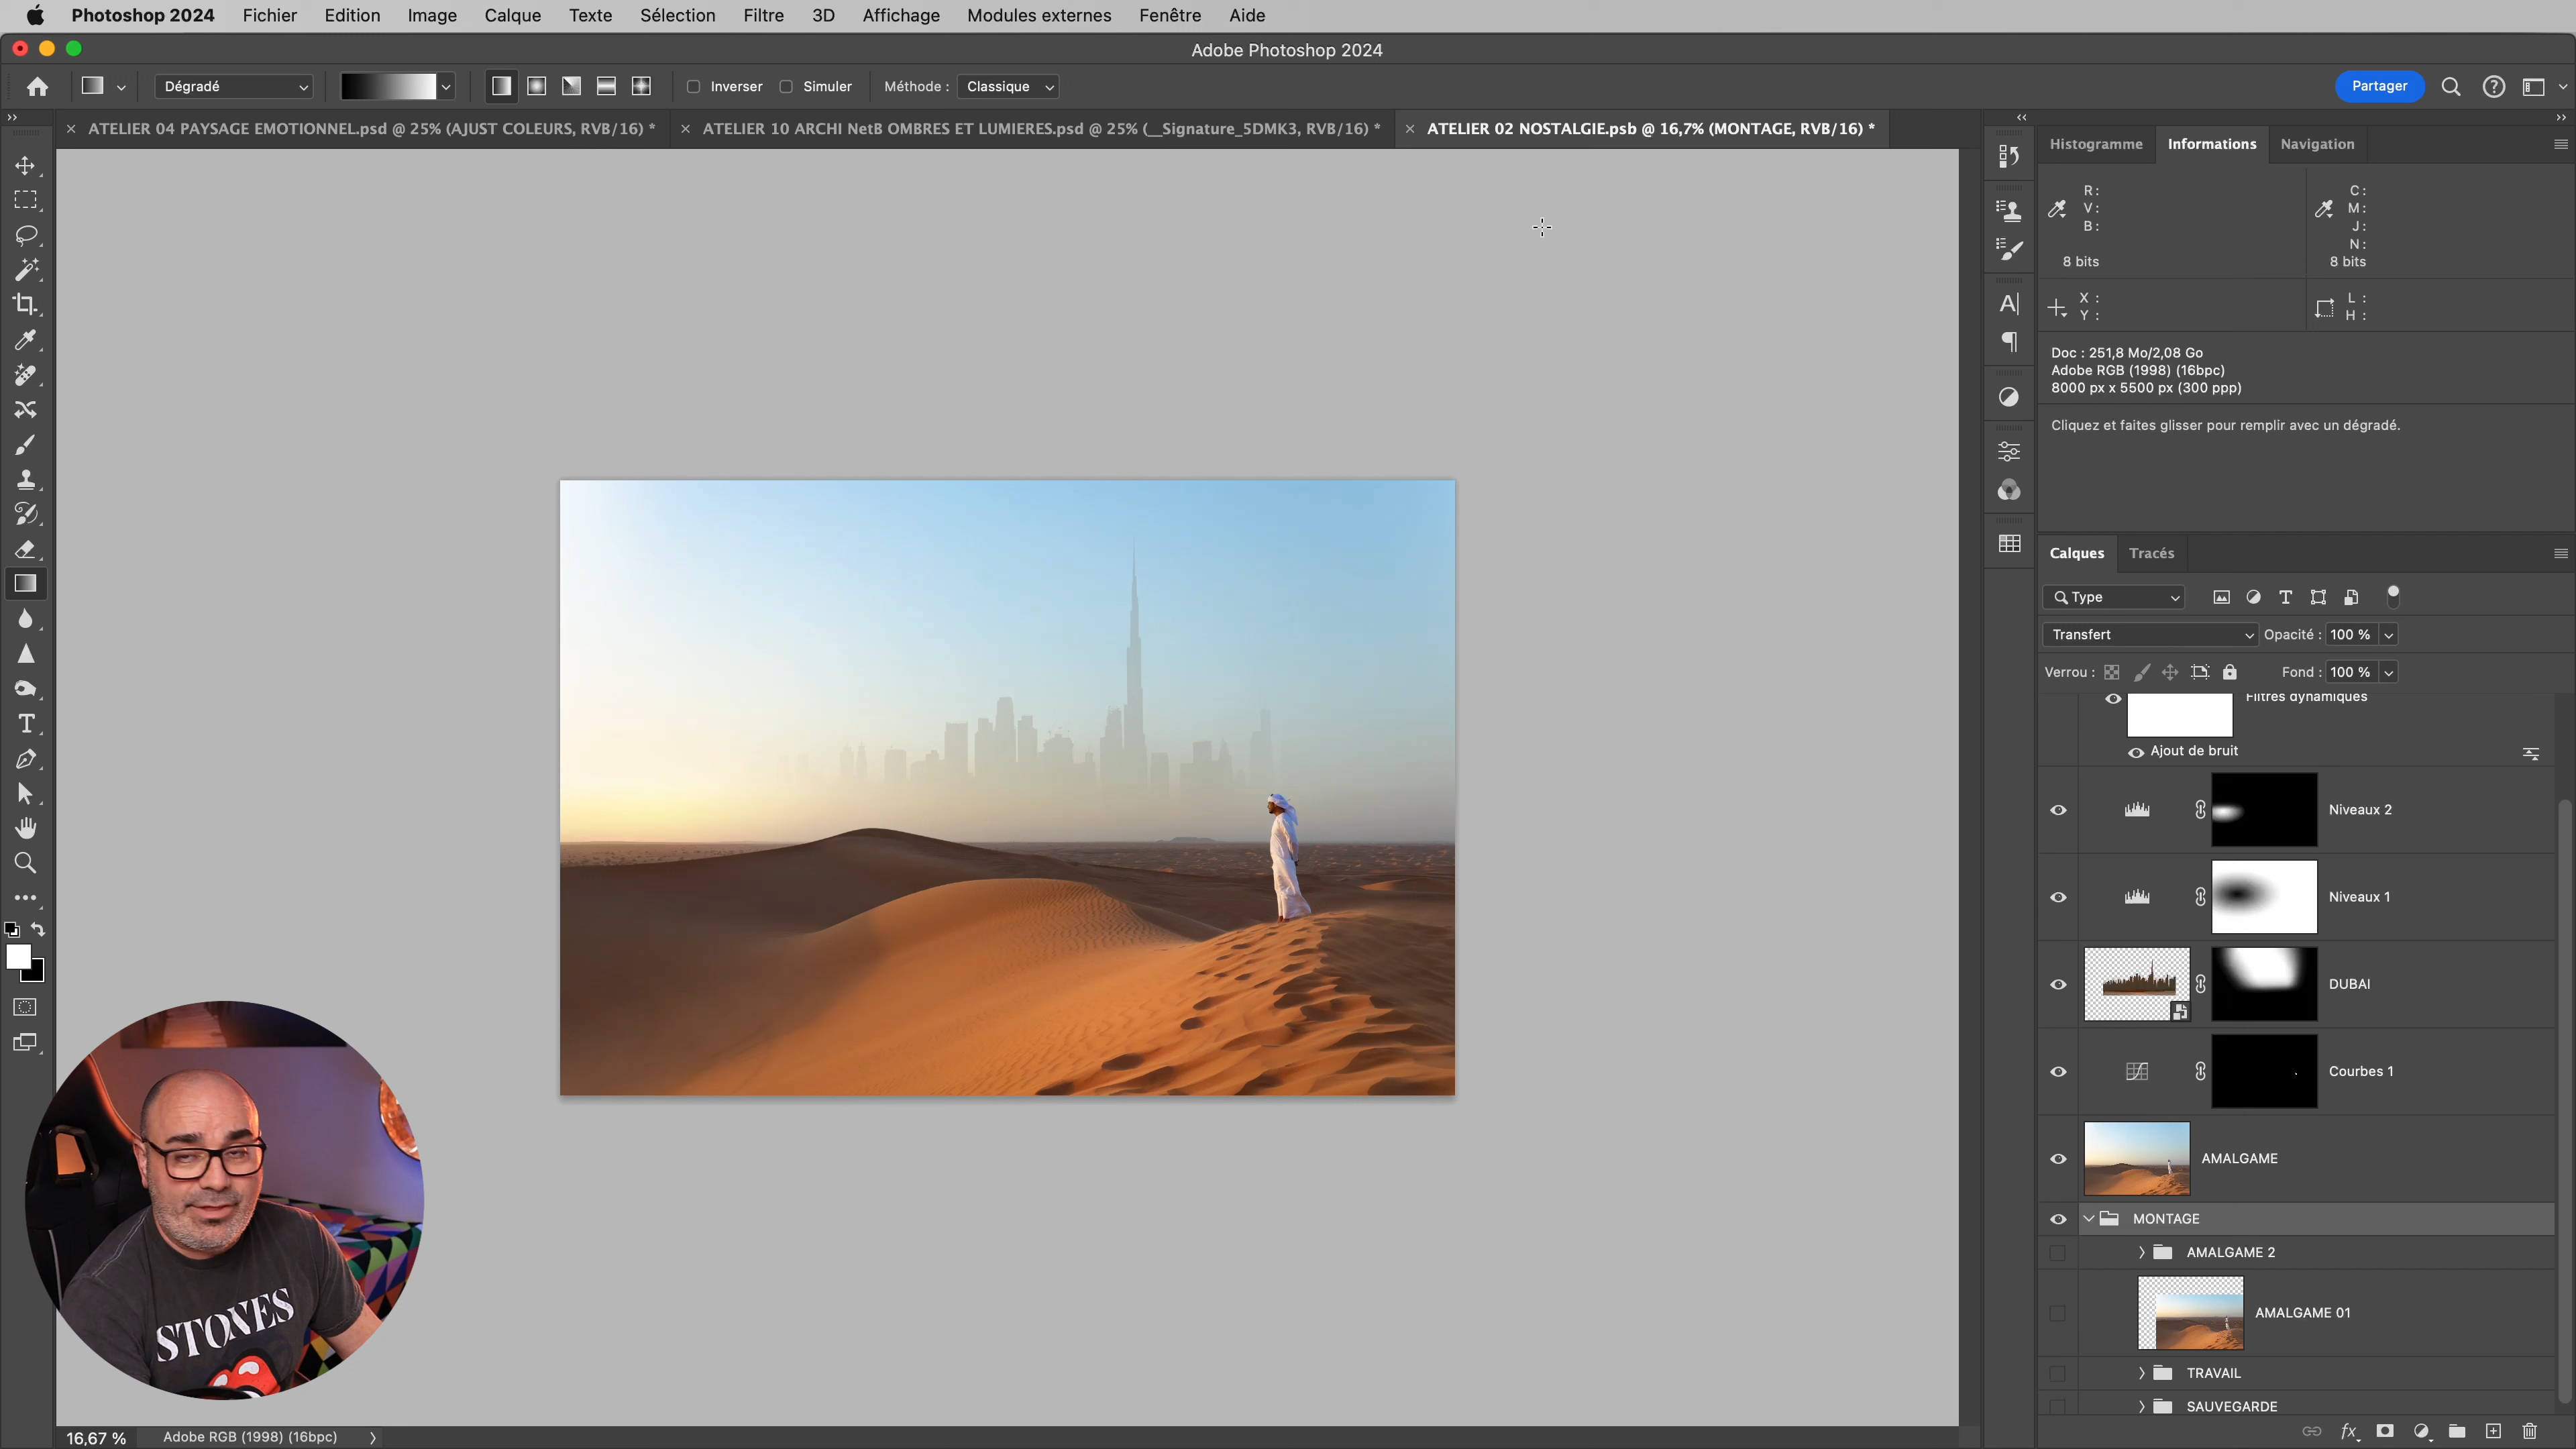 Photoshop 2024 Fichier Edition Image Calque Texte Sélection Filtre 3D Affichage Modules externes Fenêtre Aide
Adobe Photoshop 2024
Dégradé Inverser Simuler Méthode : Classique Partager
ATELIER 04 PAYSAGE EMOTIONNEL.psd @ 25% (AJUST COLEURS, RVB/16) * ATELIER 10 ARCHI NetB OMBRES ET LUMIERES.psd @ 25% (__Signature_5DMK3, RVB/16) * ATELIER 02 NOSTALGIE.psb @ 16,7% (MONTAGE, RVB/16) *
Histogramme Informations Navigation
R : C :
V : M :
B : J :
N :
8 bits 8 bits
X : L :
Y : H :
Doc : 251,8 Mo/2,08 Go
Adobe RGB (1998) (16bpc)
8000 px x 5500 px (300 ppp)
Cliquez et faites glisser pour remplir avec un dégradé.
Calques Tracés
Type
Transfert Opacité : 100 %
Verrou : Fond : 100 %
Filtres dynamiques
Ajout de bruit
Niveaux 2
Niveaux 1
DUBAI
Courbes 1
AMALGAME
MONTAGE
AMALGAME 2
AMALGAME 01
TRAVAIL
SAUVEGARDE
STONES
16,67 % Adobe RGB (1998) (16bpc)